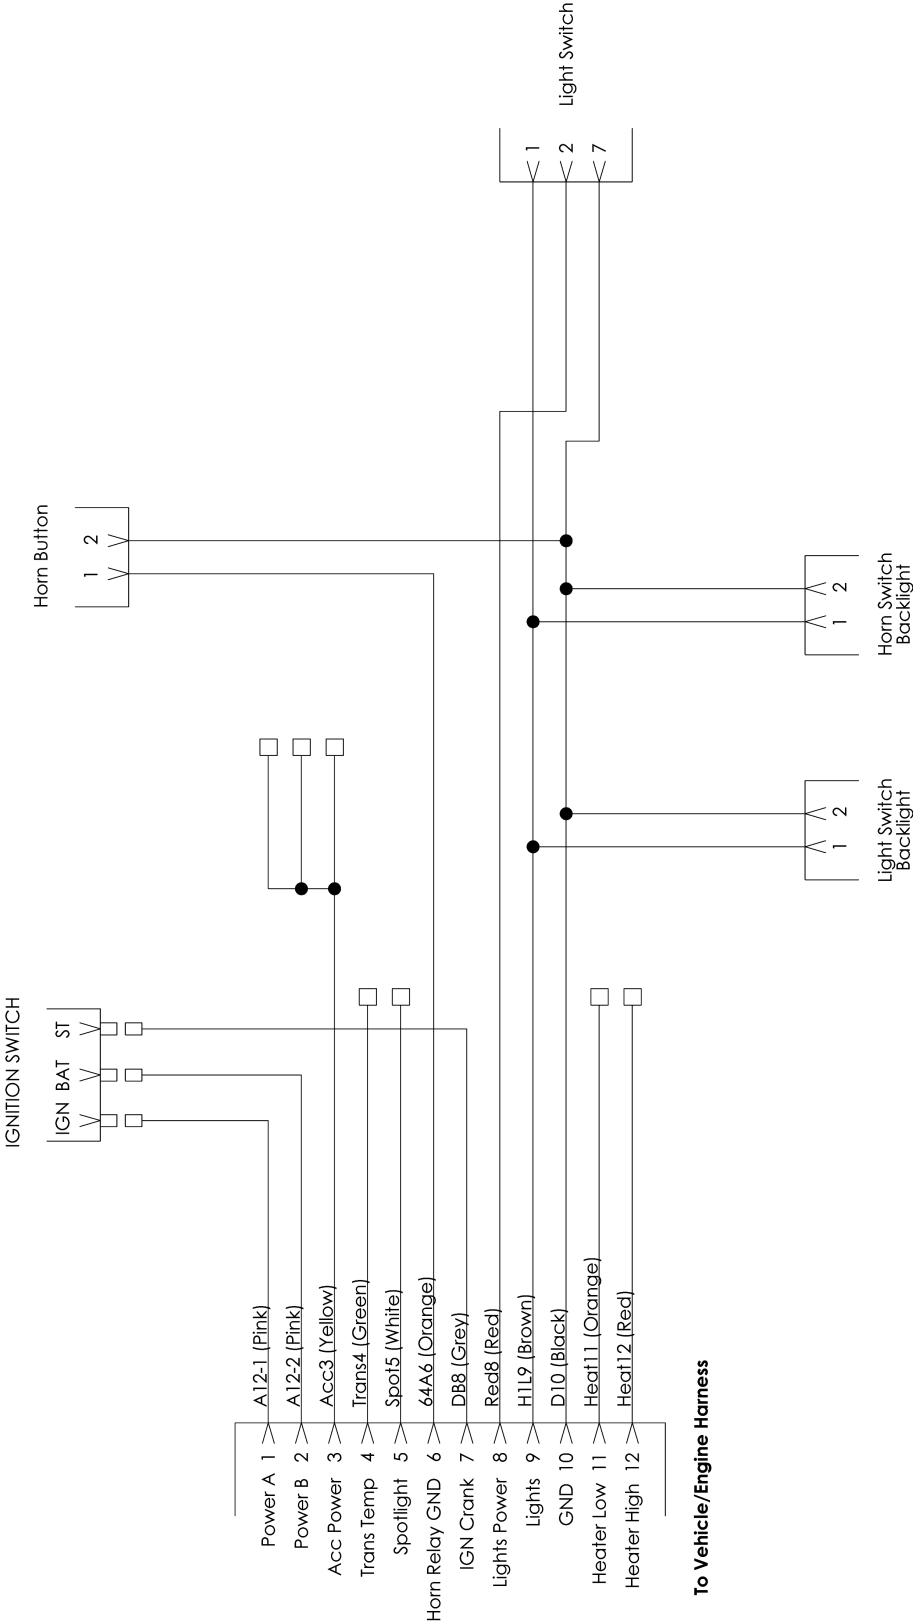 IGNITION SWITCH
IGN BAT ST
Horn Button
1 2
Light Switch
1
2
7
Power A 1 A12-1 (Pink)
Power B 2 A12-2 (Pink)
Acc Power 3 Acc3 (Yellow)
Trans Temp 4 Trans4 (Green)
Spotlight 5 Spot5 (White)
Horn Relay GND 6 64A6 (Orange)
IGN Crank 7 DB8 (Grey)
Lights Power 8 Red8 (Red)
Lights 9 H1L9 (Brown)
GND 10 D10 (Black)
Heater Low 11 Heat11 (Orange)
Heater High 12 Heat12 (Red)
To Vehicle/Engine Harness
1 2
Light Switch
Backlight
1 2
Horn Switch
Backlight